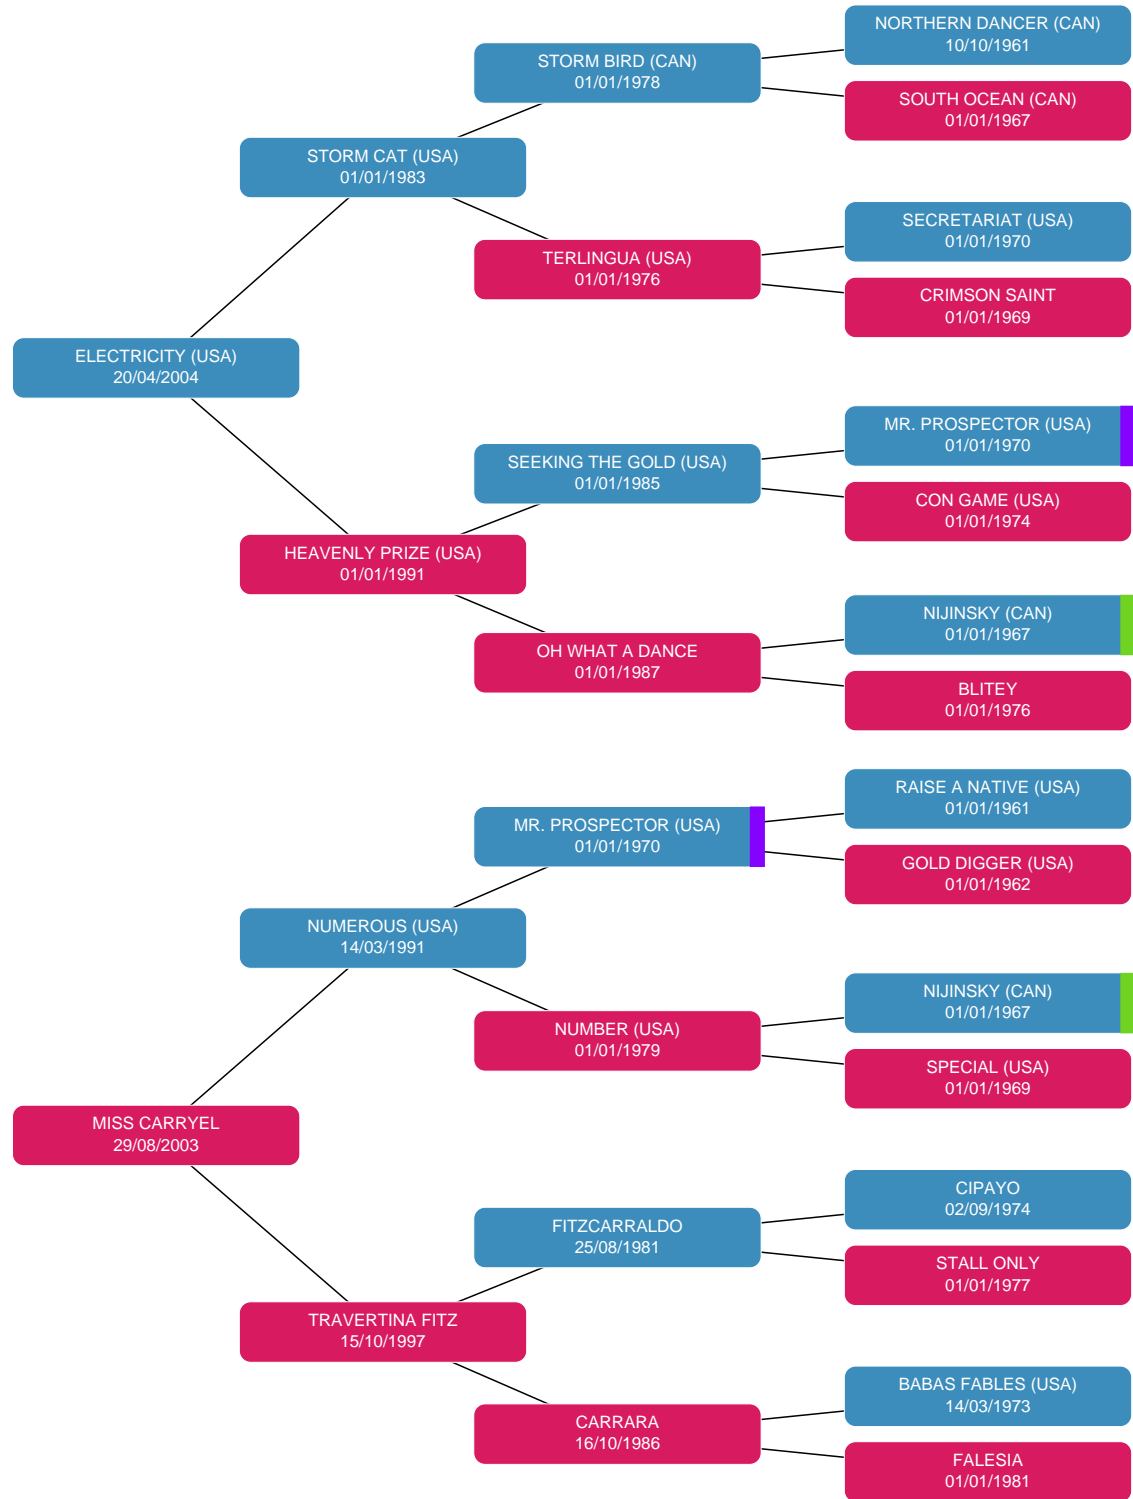 NORTHERN DANCER (CAN)
10/10/1961
STORM BIRD (CAN)
01/01/1978
SOUTH OCEAN (CAN)
01/01/1967
STORM CAT (USA)
01/01/1983
SECRETARIAT (USA)
01/01/1970
TERLINGUA (USA)
01/01/1976
CRIMSON SAINT
01/01/1969
ELECTRICITY (USA)
20/04/2004
MR. PROSPECTOR (USA)
01/01/1970
SEEKING THE GOLD (USA)
01/01/1985
CON GAME (USA)
01/01/1974
HEAVENLY PRIZE (USA)
01/01/1991
NIJINSKY (CAN)
01/01/1967
OH WHAT A DANCE
01/01/1987
BLITEY
01/01/1976
RAISE A NATIVE (USA)
01/01/1961
MR. PROSPECTOR (USA)
01/01/1970
GOLD DIGGER (USA)
01/01/1962
NUMEROUS (USA)
14/03/1991
NIJINSKY (CAN)
01/01/1967
NUMBER (USA)
01/01/1979
SPECIAL (USA)
01/01/1969
MISS CARRYEL
29/08/2003
CIPAYO
02/09/1974
FITZCARRALDO
25/08/1981
STALL ONLY
01/01/1977
TRAVERTINA FITZ
15/10/1997
BABAS FABLES (USA)
14/03/1973
CARRARA
16/10/1986
FALESIA
01/01/1981